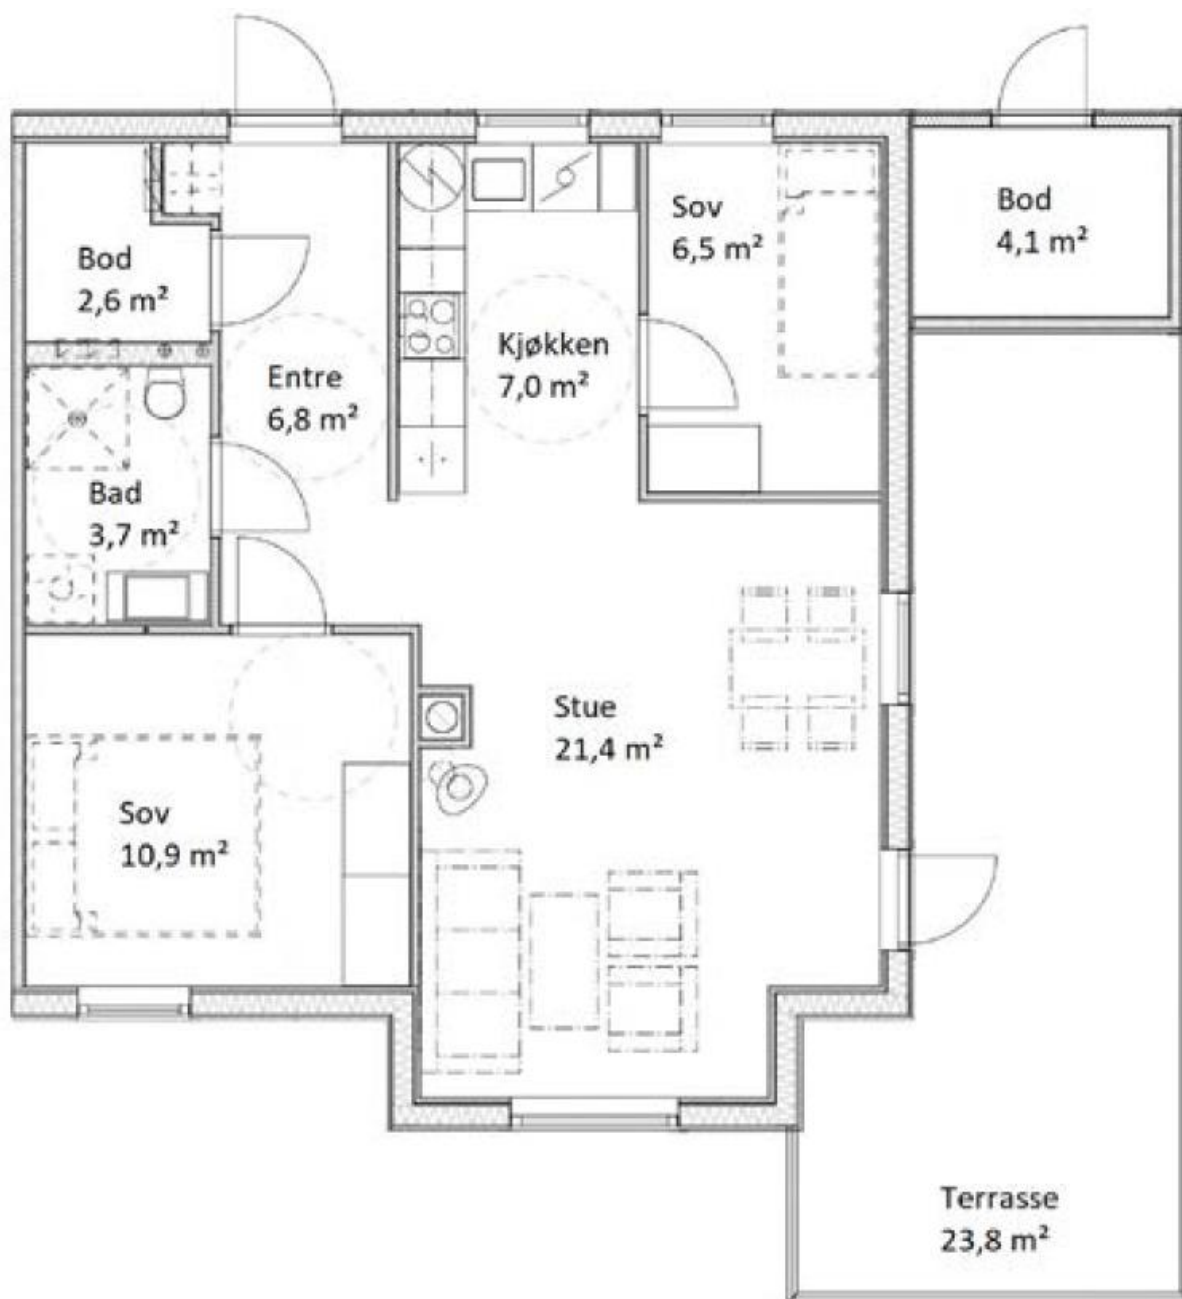 Bod
2,6 m²
Entre
6,8 m²
Kjøkken
7,0 m²
Sov
6,5 m²
Bod
4,1 m²
Bad
3,7 m²
Stue
21,4 m²
Sov
10,9 m²
Terrasse
23,8 m²